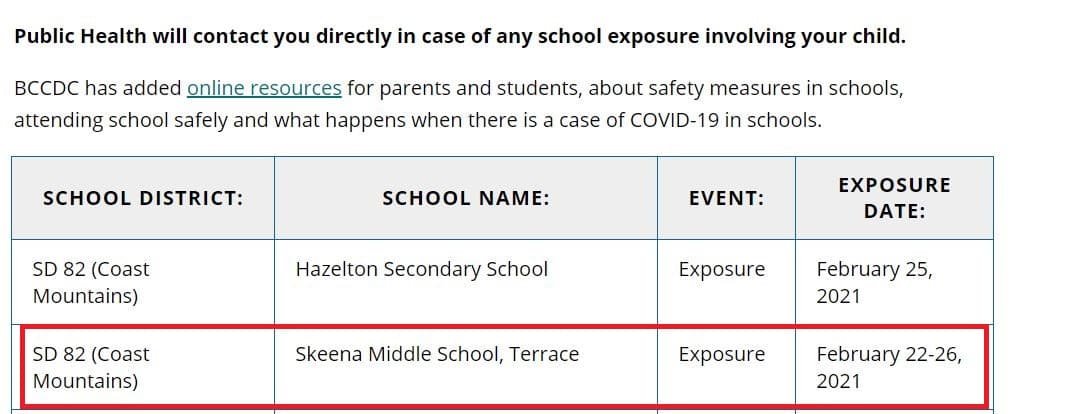 Public Health will contact you directly in case of any school exposure involving your child.
BCCDC has added online resources for parents and students, about safety measures in schools,
attending school safely and what happens when there is a case of COVID-19 in schools.
SCHOOL DISTRICT: SCHOOL NAME: EVENT: EXPOSURE
DATE:
SD 82 (Coast Hazelton Secondary School Exposure February 25,
Mountains) 2021
SD 82 (Coast Skeena Middle School, Terrace Exposure February 22-26,
Mountains) 2021